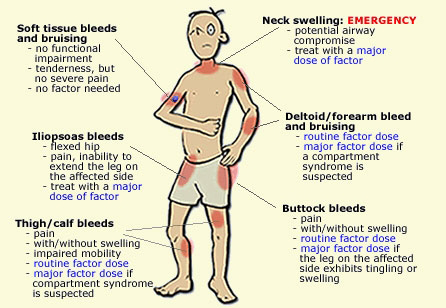 Soft tissue bleeds
and bruising
- no functional
impairment
- tenderness, but
no severe pain
- no factor needed
Neck swelling: EMERGENCY
- potential airway
compromise
- treat with a major
dose of factor
Deltoid/forearm bleed
and bruising
- routine factor dose
- major factor dose if
a compartment
syndrome is
suspected
Iliopsoas bleeds
- flexed hip
- pain, inability to
extend the leg on
the affected side
- treat with a major
dose of factor
Buttock bleeds
- pain
- with/without swelling
- routine factor dose
- major factor dose if
the leg on the affected
side exhibits tingling or
swelling
Thigh/calf bleeds
- pain
- with/without swelling
- impaired mobility
- routine factor dose
- major factor dose if
compartment syndrome
is suspected